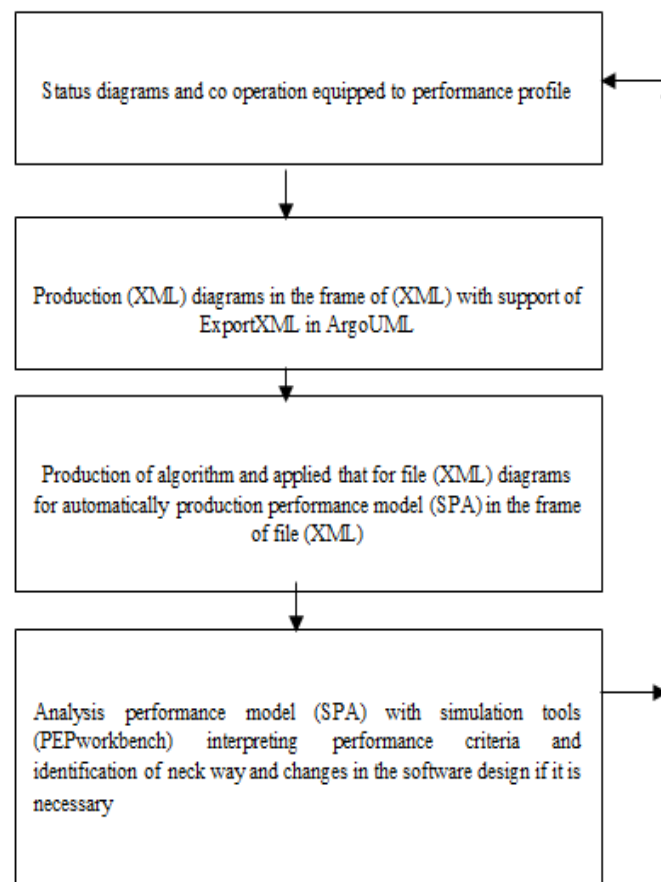 Status diagrams and co operation equipped to performance profile
Production (XML) diagrams in the frame of (XML) with support of
ExportXML in ArgoUML
Production of algorithm and applied that for file (XML) diagrams
for automatically production performance model (SPA) in the frame
of file (XML)
Analysis performance model (SPA) with simulation tools
(PEPworkbench) interpreting performance criteria and
identification of neck way and changes in the software design if it is
necessary